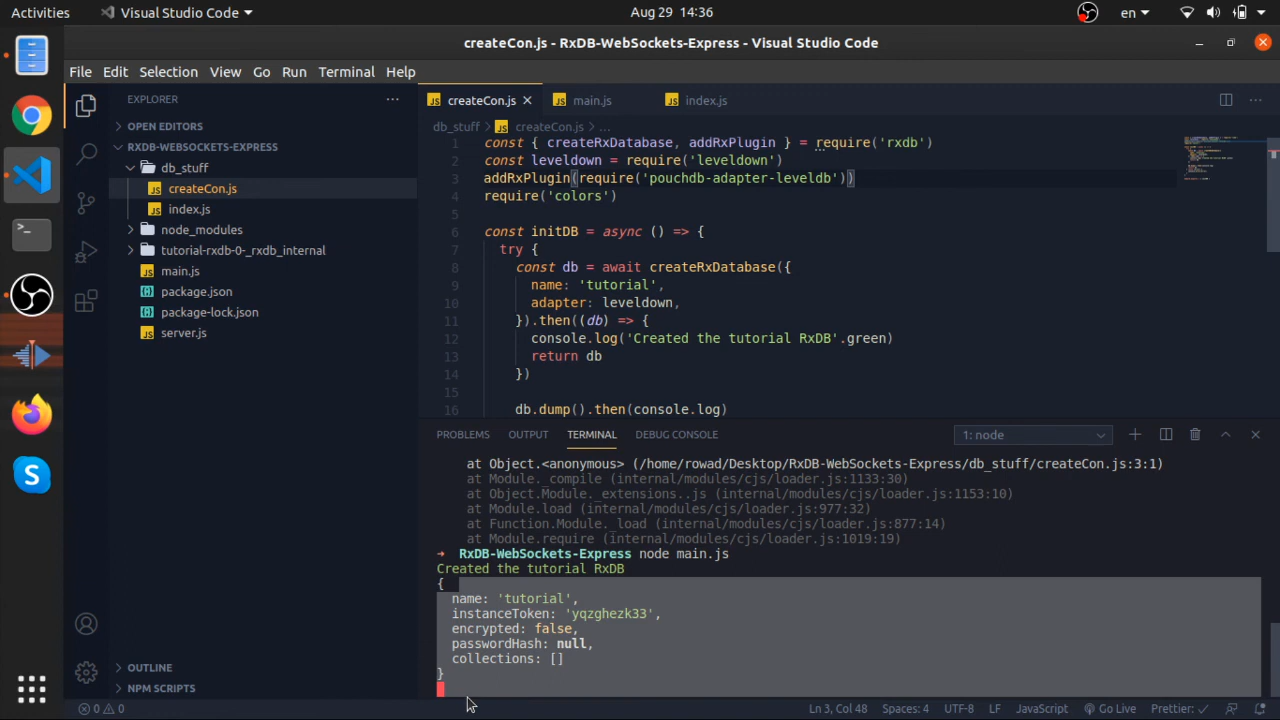 Activities
Visual Studio Code
Aug 29 14:36
en
createCon.js - RxDB-WebSockets-Express - Visual Studio Code
File Edit Selection View Go Run Terminal Help
EXPLORER
OPEN EDITORS
RXDB-WEBSOCKETS-EXPRESS
db_stuff
createCon.js
index.js
node_modules
tutorial-rxdb-0-_rxdb_internal
main.js
package.json
package-lock.json
server.js
OUTLINE
NPM SCRIPTS
createCon.js main.js index.js
db_stuff > createCon.js > ...
1 const { createRxDatabase, addRxPlugin } = require('rxdb')
2 const leveldown = require('leveldown')
3 addRxPlugin(require('pouchdb-adapter-leveldb'))
4 require('colors')
5
6 const initDB = async () => {
7 try {
8 const db = await createRxDatabase({
9 name: 'tutorial',
10 adapter: leveldown,
11 }).then((db) => {
12 console.log('Created the tutorial RxDB'.green)
13 return db
14 })
15
16 db.dump().then(console.log)
PROBLEMS OUTPUT TERMINAL DEBUG CONSOLE 1: node
at Object.<anonymous> (/home/rowad/Desktop/RxDB-WebSockets-Express/db_stuff/createCon.js:3:1)
at Module._compile (internal/modules/cjs/loader.js:1133:30)
at Object.Module._extensions..js (internal/modules/cjs/loader.js:1153:10)
at Module.load (internal/modules/cjs/loader.js:977:32)
at Function.Module._load (internal/modules/cjs/loader.js:877:14)
at Module.require (internal/modules/cjs/loader.js:1019:19)
➜ RxDB-WebSockets-Express node main.js
Created the tutorial RxDB
{
name: 'tutorial',
instanceToken: 'yqzghezk33',
encrypted: false,
passwordHash: null,
collections: []
}
0 0
Ln 3, Col 48 Spaces: 4 UTF-8 LF JavaScript Go Live Prettier: ✓